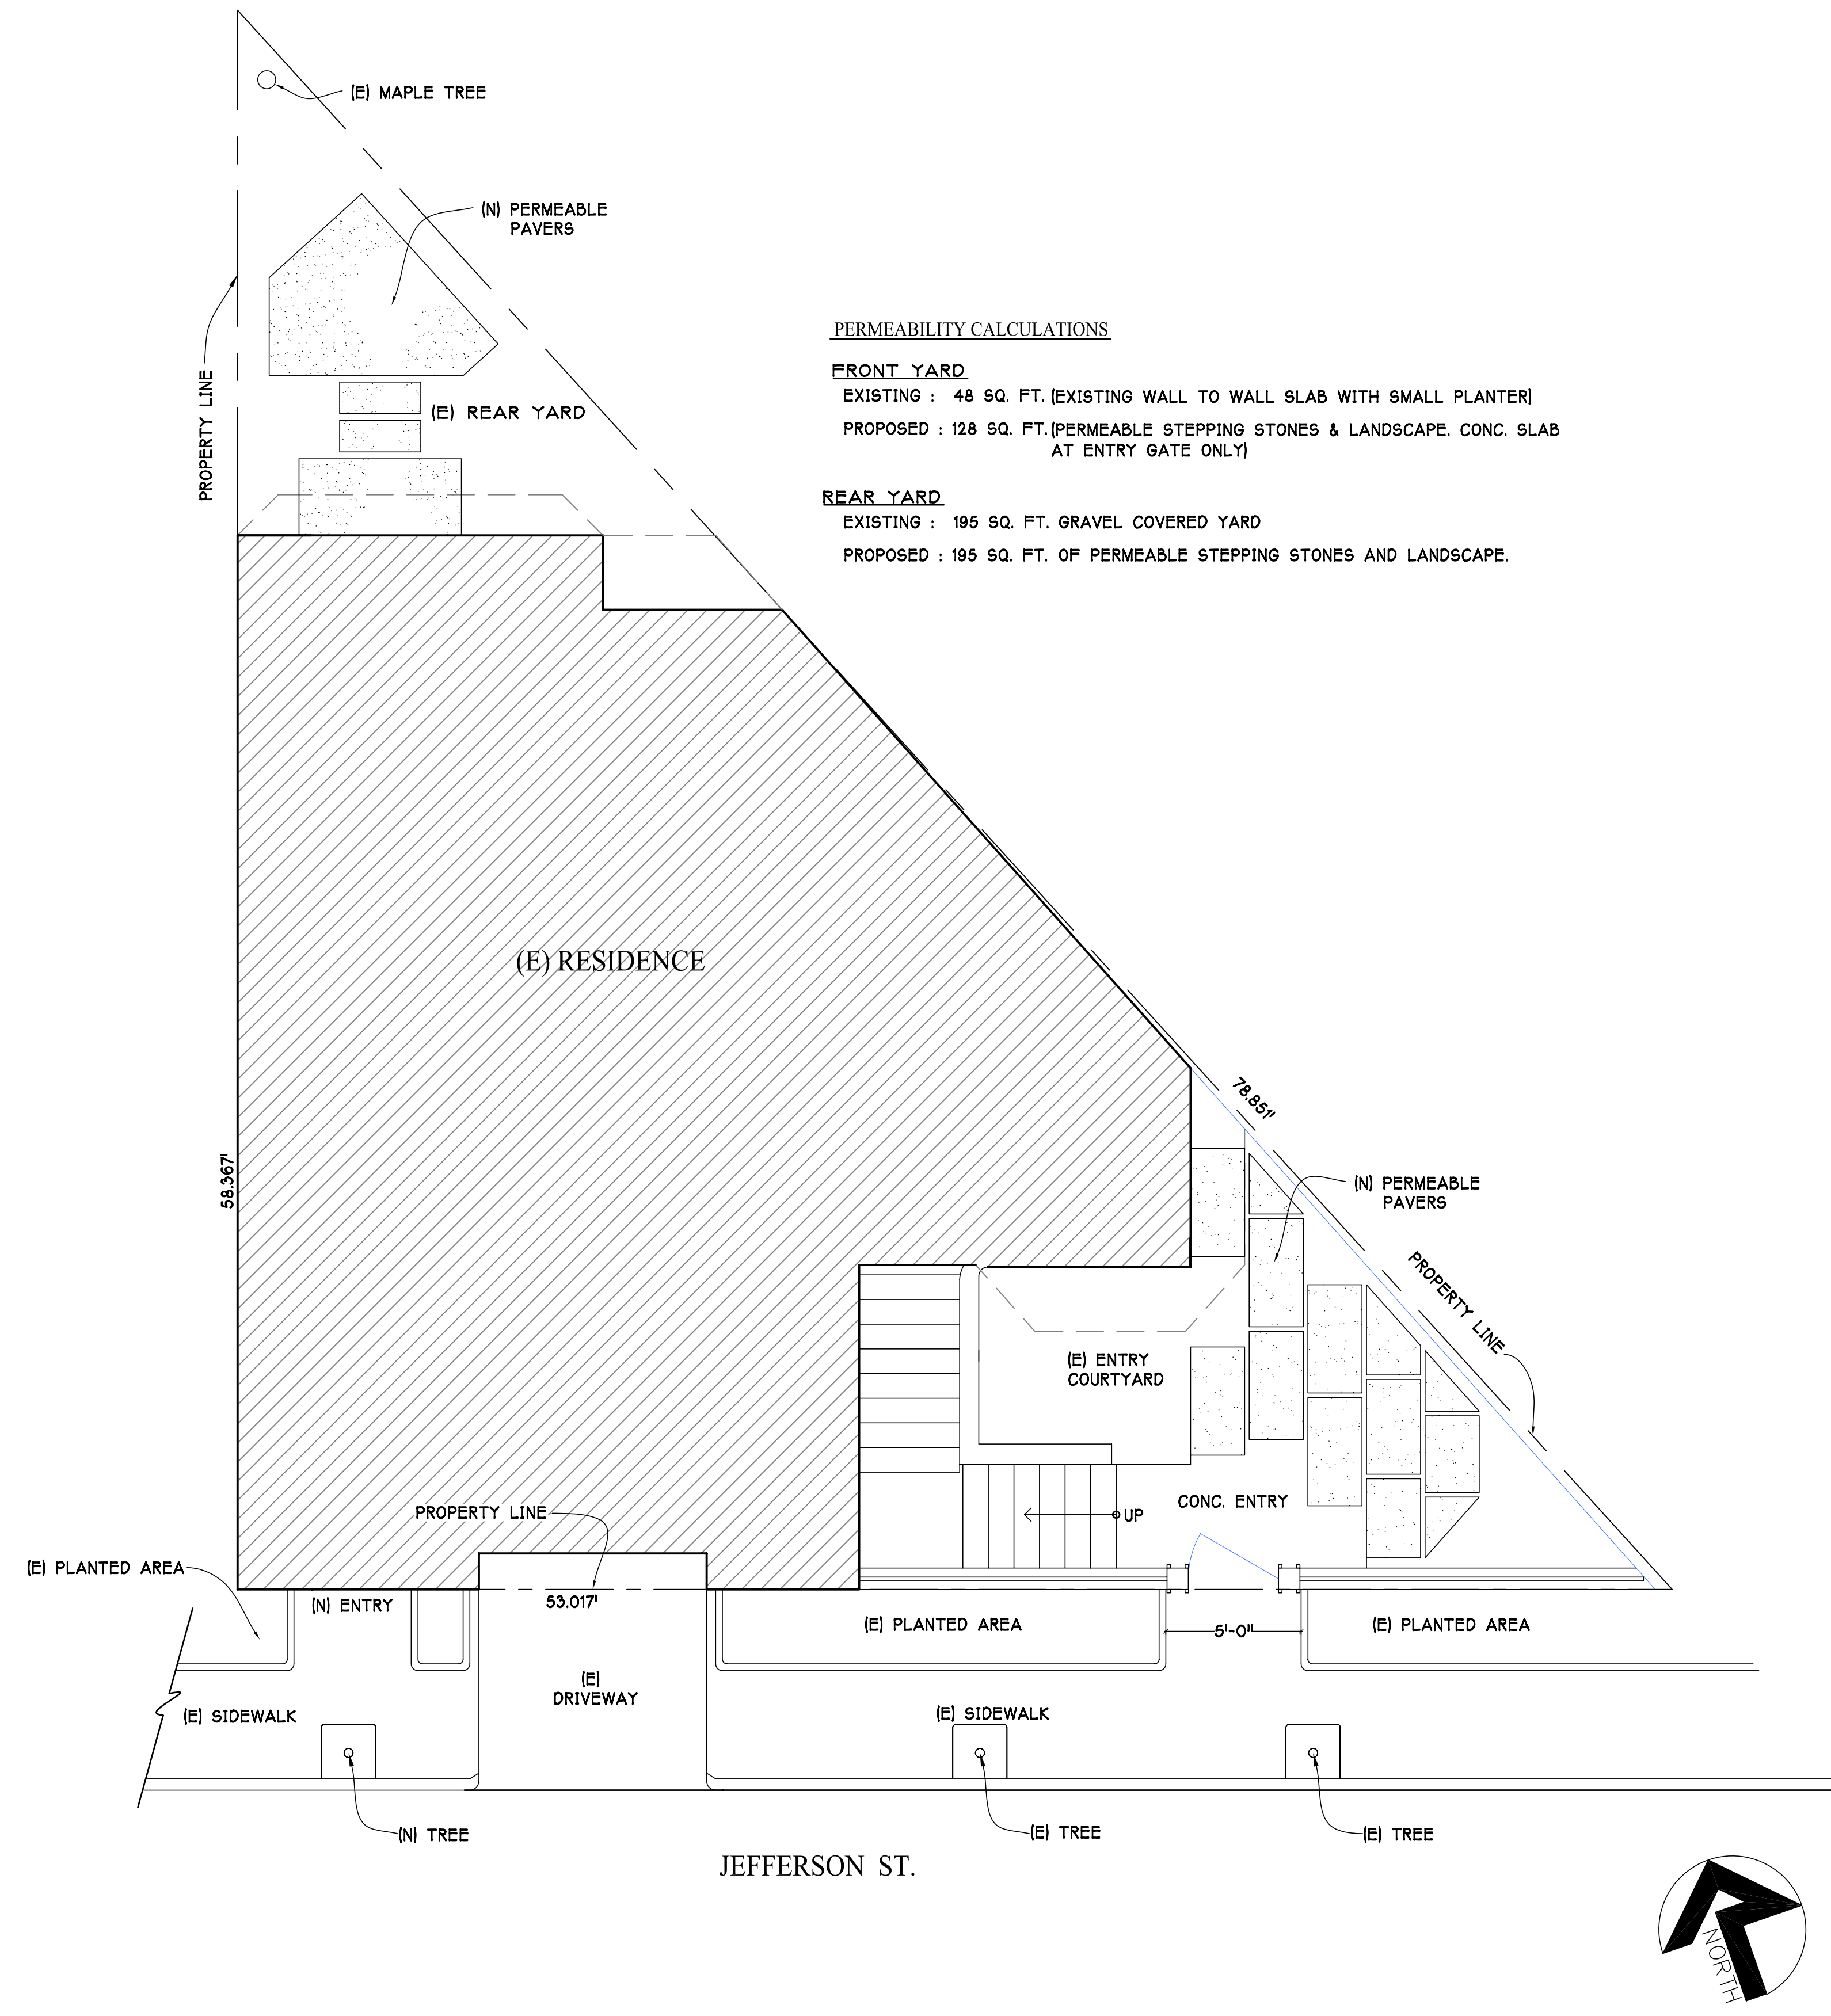 (E) MAPLE TREE
(N) PERMEABLE
PAVERS
PROPERTY LINE
(E) REAR YARD
PERMEABILITY CALCULATIONS
FRONT YARD
EXISTING : 48 SQ. FT. (EXISTING WALL TO WALL SLAB WITH SMALL PLANTER)
PROPOSED : 128 SQ. FT. (PERMEABLE STEPPING STONES & LANDSCAPE. CONC. SLAB
AT ENTRY GATE ONLY)
REAR YARD
EXISTING : 195 SQ. FT. GRAVEL COVERED YARD
PROPOSED : 195 SQ. FT. OF PERMEABLE STEPPING STONES AND LANDSCAPE.
(E) RESIDENCE
78.851'
58.367'
(N) PERMEABLE
PAVERS
PROPERTY LINE
(E) ENTRY
COURTYARD
CONC. ENTRY
UP
PROPERTY LINE
(E) PLANTED AREA
(N) ENTRY
53.017'
(E) PLANTED AREA
5'-0"
(E) PLANTED AREA
(E)
DRIVEWAY
(E) SIDEWALK
(E) SIDEWALK
(N) TREE
(E) TREE
(E) TREE
JEFFERSON ST.
NORTH